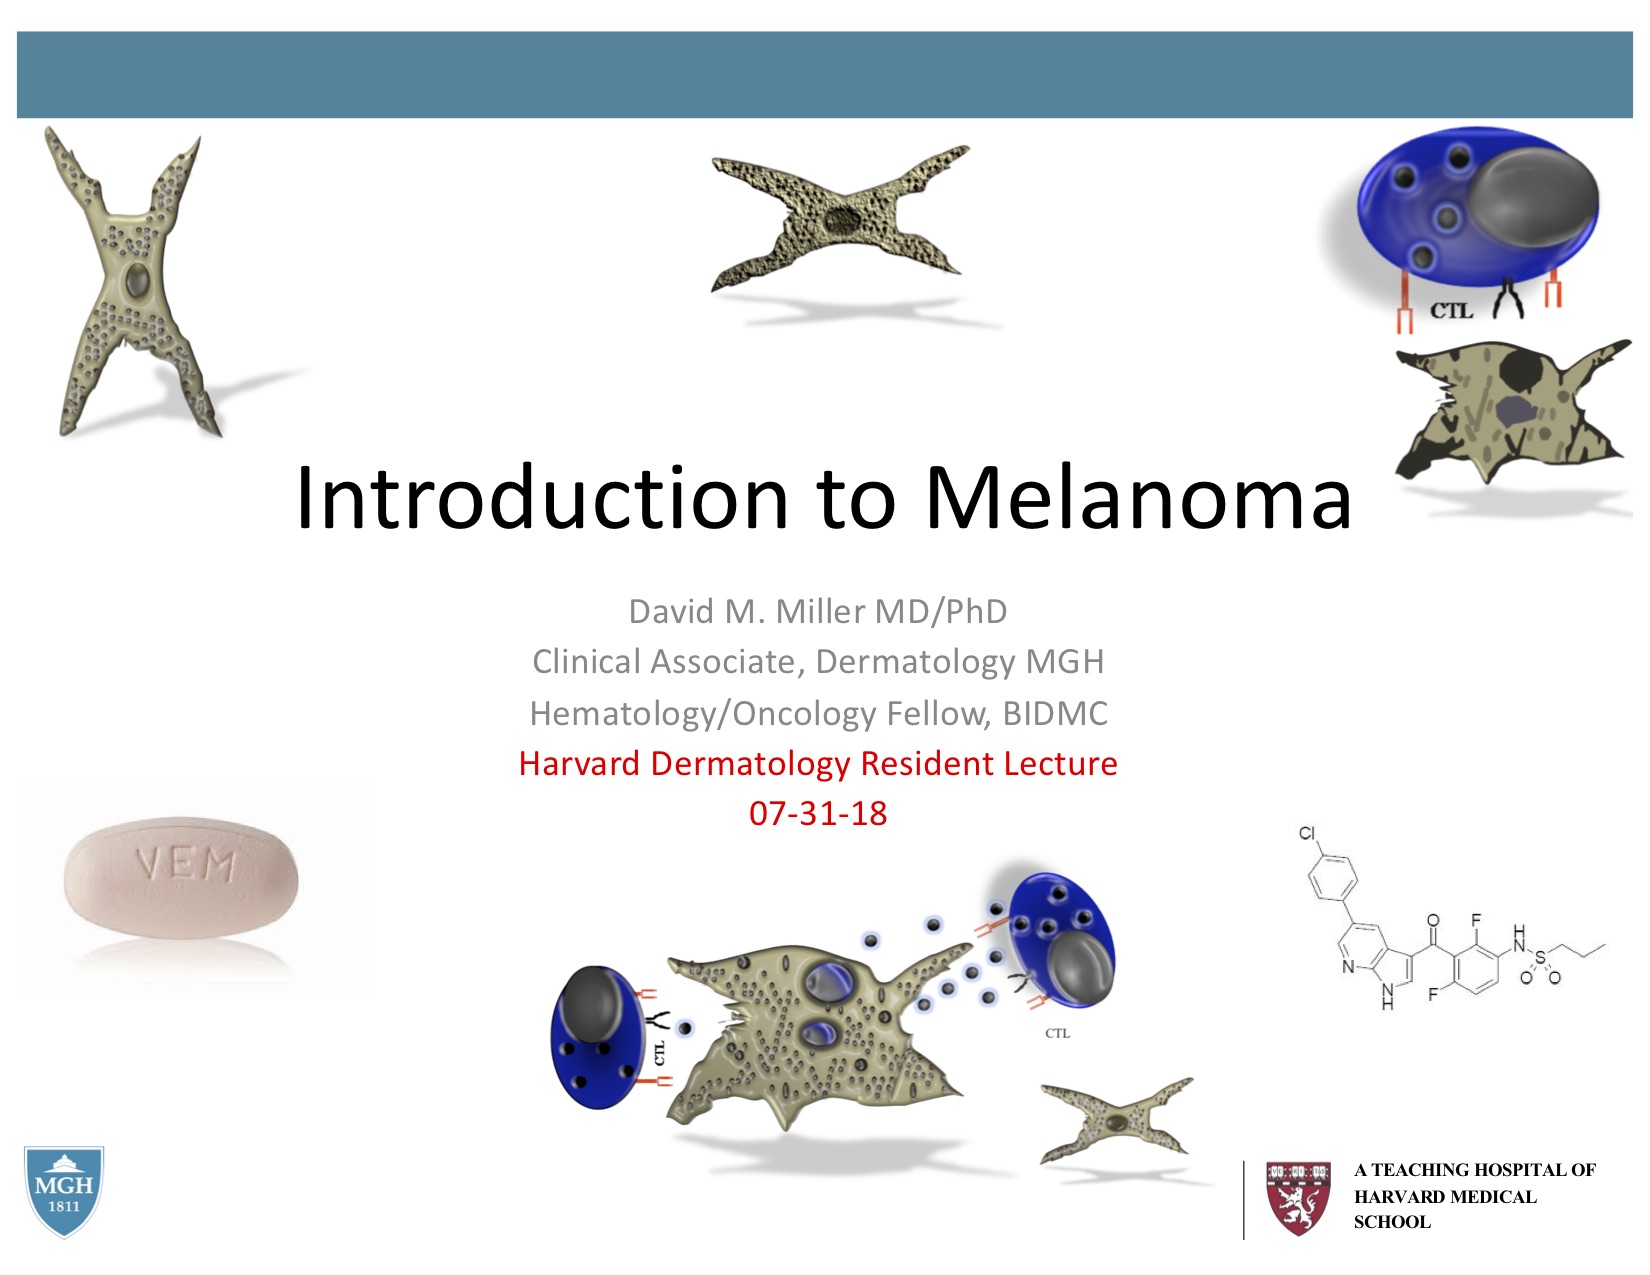 CTL
Introduction to Melanoma
David M. Miller MD/PhD
Clinical Associate, Dermatology MGH
Hematology/Oncology Fellow, BIDMC
Harvard Dermatology Resident Lecture
07-31-18
VEM
Cl
O
F
H
N
S
O
O
N
N
H
F
CTL
CTL
MGH
1811
A TEACHING HOSPITAL OF
HARVARD MEDICAL
SCHOOL